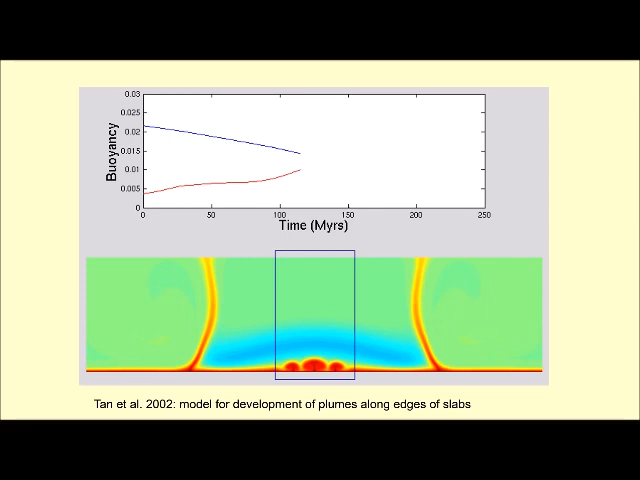 0.03
0.025
0.02
0.015
0.01
0.005
0
Buoyancy
0 50 100 150 200 250
Time (Myrs)
Tan et al. 2002: model for development of plumes along edges of slabs